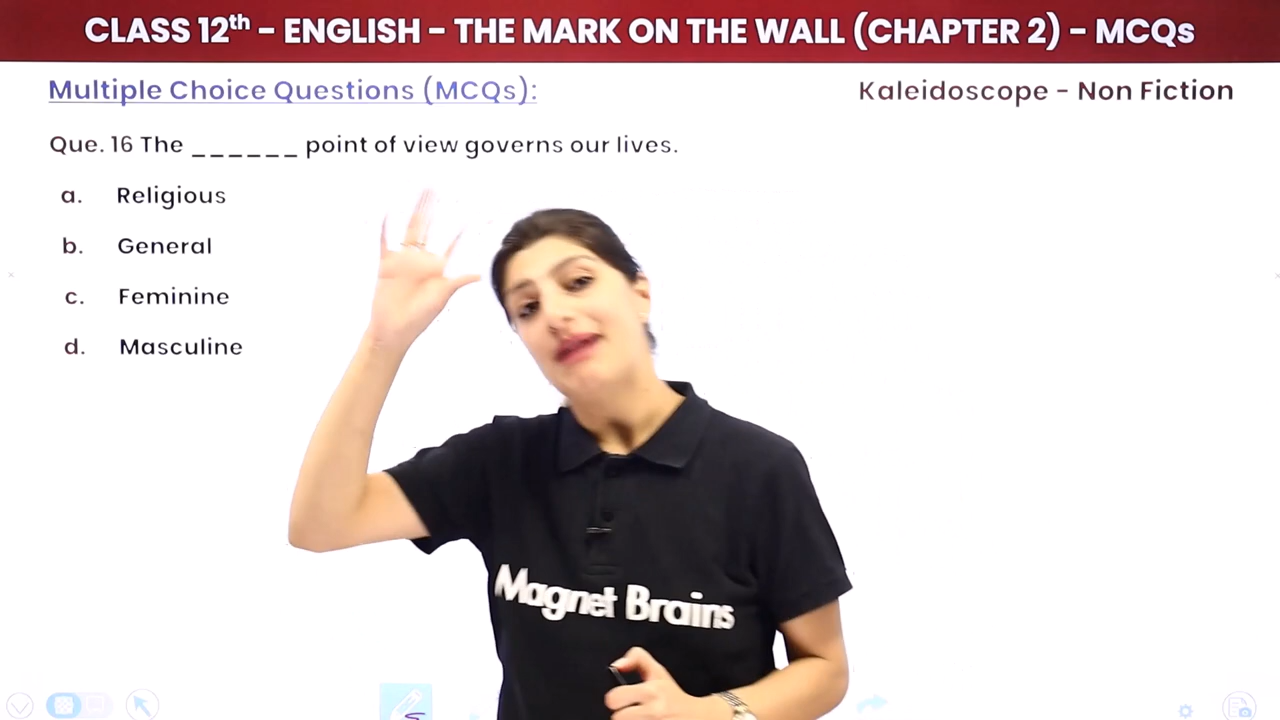 CLASS 12th – ENGLISH – THE MARK ON THE WALL (CHAPTER 2) – MCQs
Multiple Choice Questions (MCQs):
Kaleidoscope - Non Fiction
Que. 16 The ______ point of view governs our lives.
a. Religious
b. General
c. Feminine
d. Masculine
Magnet Brains